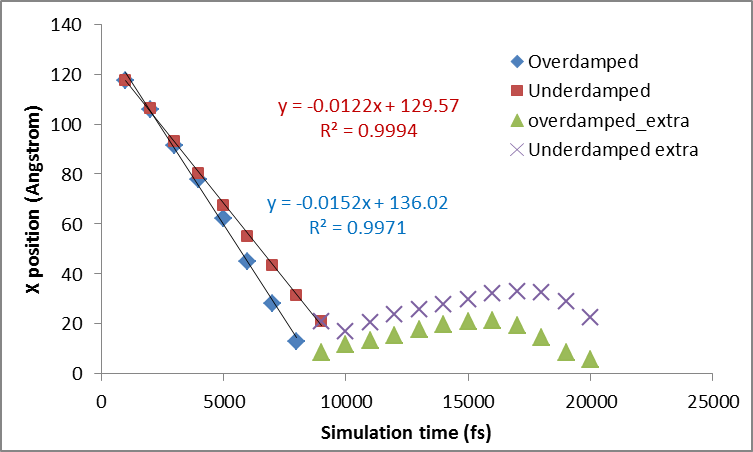 140
120
100
80
60
40
20
0
X position (Angstrom)
0
5000
10000
15000
20000
25000
Simulation time (fs)
Overdamped
Underdamped
overdamped_extra
Underdamped extra
y = -0.0122x + 129.57
R² = 0.9994
y = -0.0152x + 136.02
R² = 0.9971